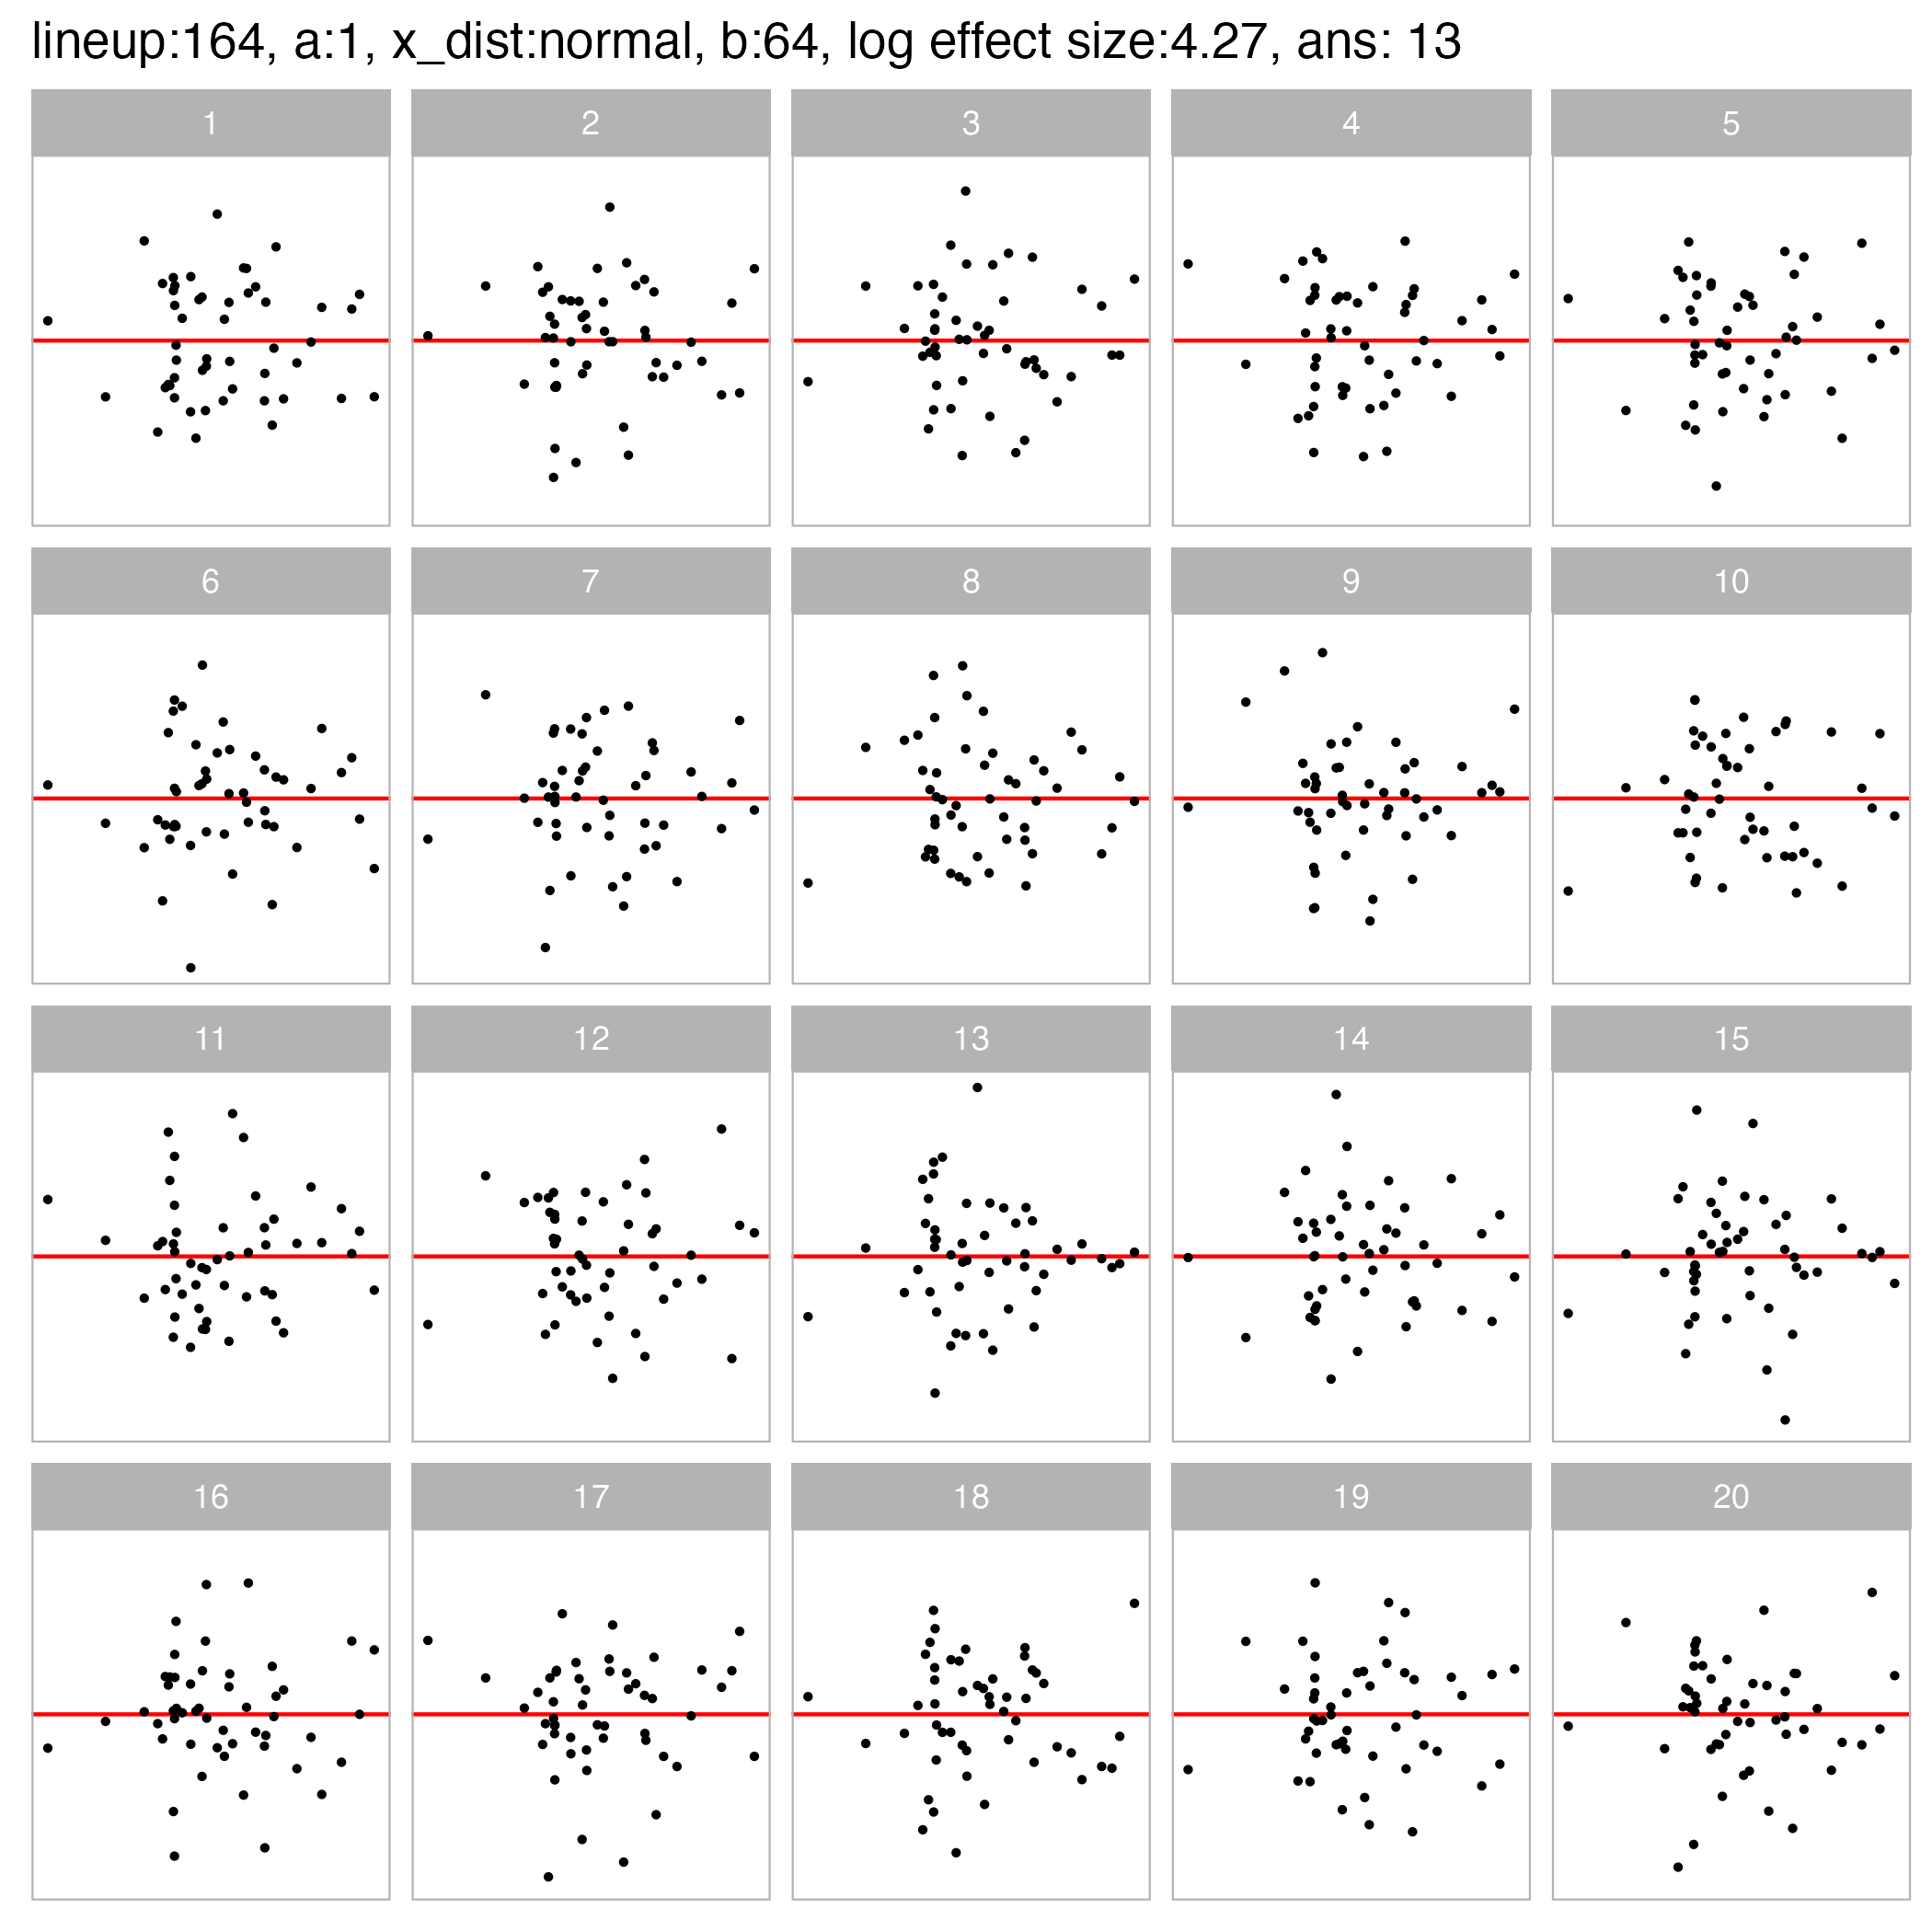 lineup:164, a:1, x_dist:normal, b:64, log effect size:4.27, ans: 13
1 2 3 4 5
6 7 8 9 10
11 12 13 14 15
16 17 18 19 20